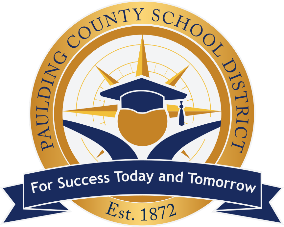 PAULDING COUNTY SCHOOL DISTRICT
For Success Today and Tomorrow
Est. 1872